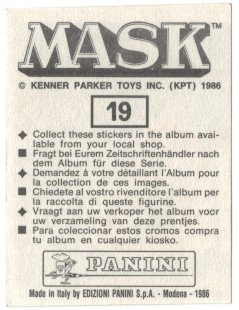 MASK™
© KENNER PARKER TOYS INC. (KPT) 1986
19
Collect these stickers in the album avai-
lable from your local shop.
Fragt bei Eurem Zeitschriftenhändler nach
dem Album für diese Serie.
Demandez à votre détaillant l'Album pour
la collection de ces images.
Chiedete al vostro rivenditore l'album per
la raccolta di queste figurine.
Vraagt aan uw verkoper het album voor
uw verzameling van deze prentjes.
Para coleccionar estos cromos compra
tu album en cualquier kiosko.
PANINI
Made in Italy by EDIZIONI PANINI S.p.A. - Modena - 1986